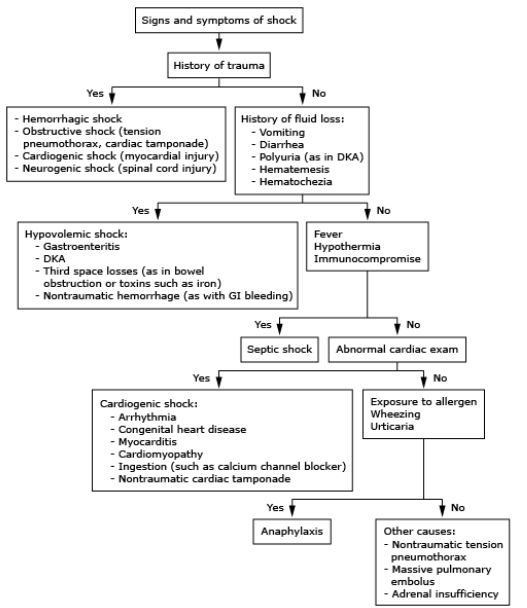 Signs and symptoms of shock
History of trauma
Yes
No
- Hemorrhagic shock
- Obstructive shock (tension
pneumothorax, cardiac tamponade)
- Cardiogenic shock (myocardial injury)
- Neurogenic shock (spinal cord injury)
History of fluid loss:
- Vomiting
- Diarrhea
- Polyuria (as in DKA)
- Hematemesis
- Hematochezia
Yes
No
Hypovolemic shock:
- Gastroenteritis
- DKA
- Third space losses (as in bowel
obstruction or toxins such as iron)
- Nontraumatic hemorrhage (as with GI bleeding)
Fever
Hypothermia
Immunocompromise
Yes
No
Septic shock
Abnormal cardiac exam
Yes
No
Cardiogenic shock:
- Arrhythmia
- Congenital heart disease
- Myocarditis
- Cardiomyopathy
- Ingestion (such as calcium channel blocker)
- Nontraumatic cardiac tamponade
Exposure to allergen
Wheezing
Urticaria
Yes
No
Anaphylaxis
Other causes:
- Nontraumatic tension
pneumothorax
- Massive pulmonary
embolus
- Adrenal insufficiency